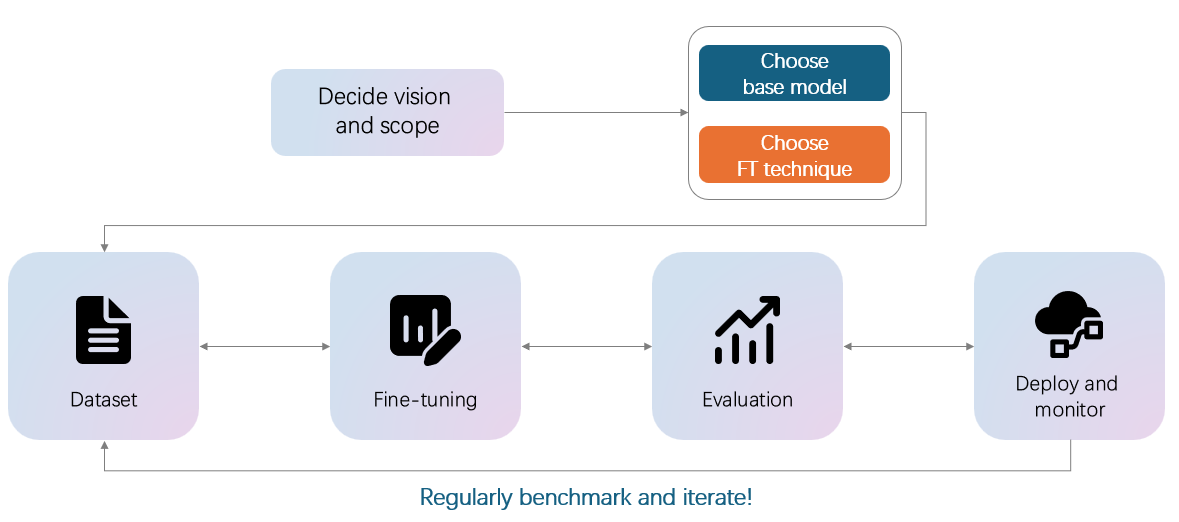 Decide vision
and scope
Choose
base model
Choose
FT technique
Dataset
Fine-tuning
Evaluation
Deploy and
monitor
Regularly benchmark and iterate!